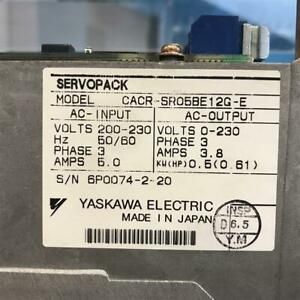 SERVOPACK
MODEL CACR-SR05BE12G-E
AC-INPUT AC-OUTPUT
VOLTS 200-230 VOLTS 0-230
Hz 50/60 PHASE 3
PHASE 3 AMPS 3.8
AMPS 5.0 KW(HP) 0.5(0.61)
S/N 6P0074-2-20
YASKAWA ELECTRIC
MADE IN JAPAN
INSP
D 6.5
Y.M